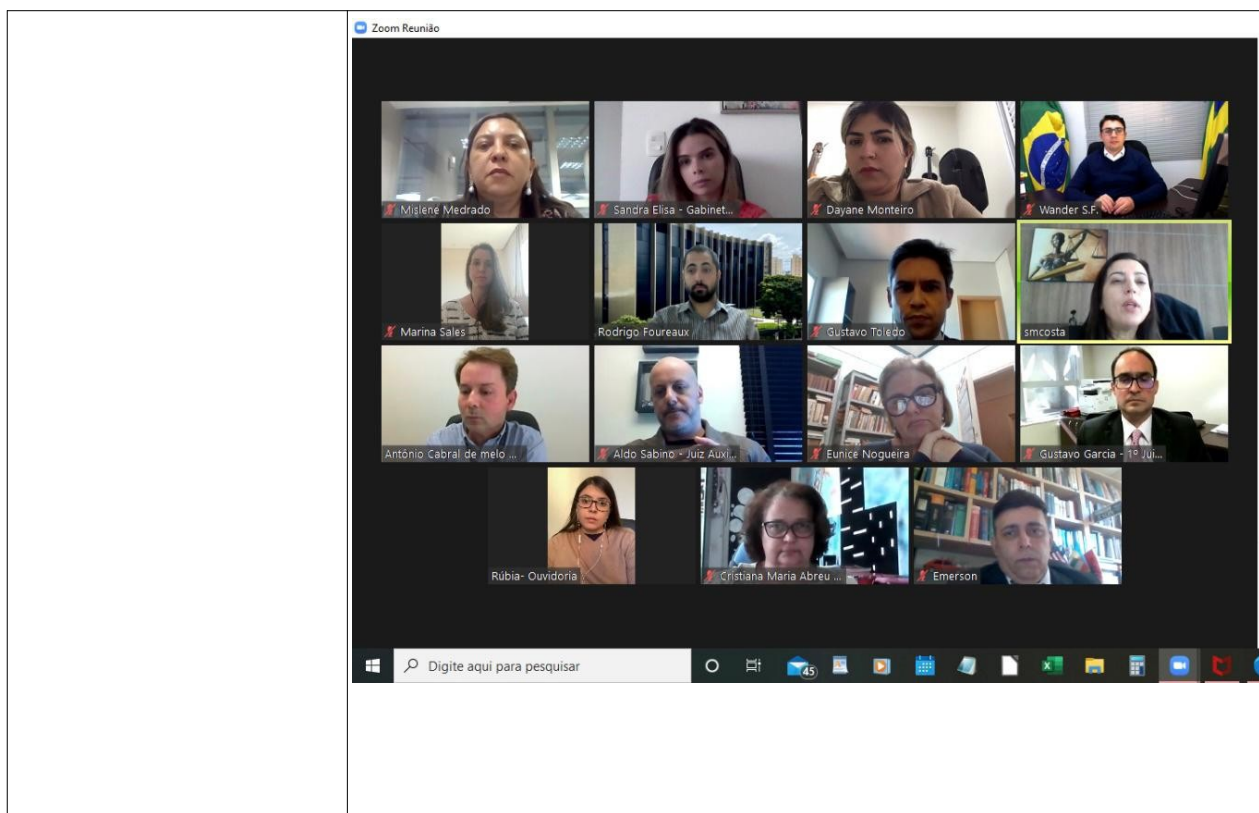 Zoom Reunião
Mislene Medrado
Sandra Elisa - Gabinet...
Dayane Monteiro
Wander S.F.
Marina Sales
Rodrigo Foureaux
Gustavo Toledo
smcosta
Antônio Cabral de melo ...
Aldo Sabino - Juiz Auxi...
Eunice Nogueira
Gustavo Garcia - 1º Jui...
Rúbia- Ouvidoria
Cristiana Maria Abreu ...
Emerson
Digite aqui para pesquisar
45